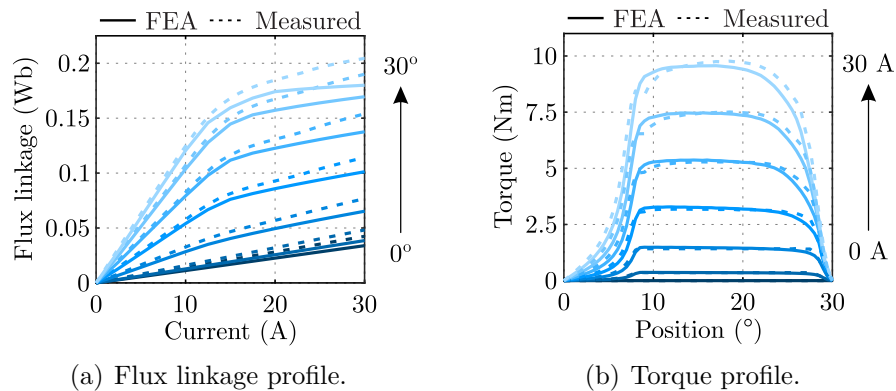 FEA Measured
0.2
0.15
0.1
0.05
0
Flux linkage (Wb)
0 10 20 30
Current (A)
30°
0°
(a) Flux linkage profile.
FEA Measured
10
7.5
5
2.5
0
Torque (Nm)
0 10 20 30
Position (°)
30 A
0 A
(b) Torque profile.